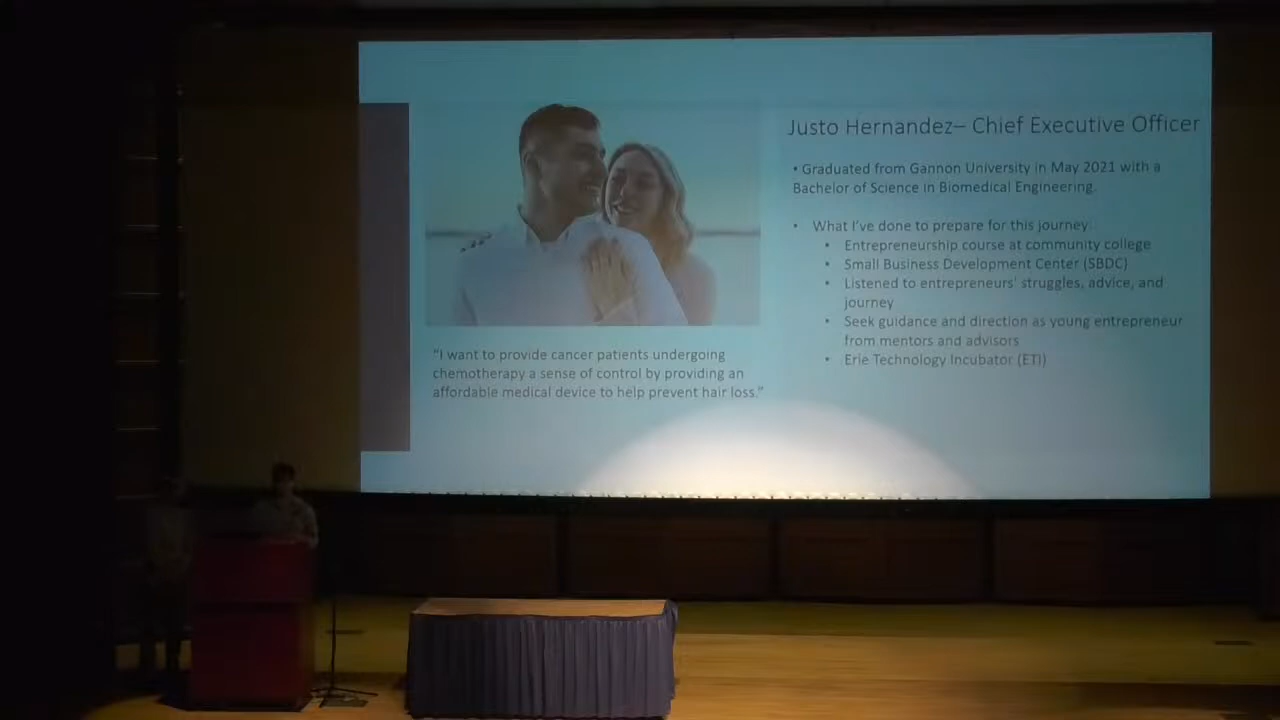 Justo Hernandez– Chief Executive Officer
• Graduated from Gannon University in May 2021 with a
Bachelor of Science in Biomedical Engineering.
• What I've done to prepare for this journey:
• Entrepreneurship course at community college
• Small Business Development Center (SBDC)
• Listened to entrepreneurs' struggles, advice, and
journey
• Seek guidance and direction as young entrepreneur
from mentors and advisors
• Erie Technology Incubator (ETI)
"I want to provide cancer patients undergoing
chemotherapy a sense of control by providing an
affordable medical device to help prevent hair loss."